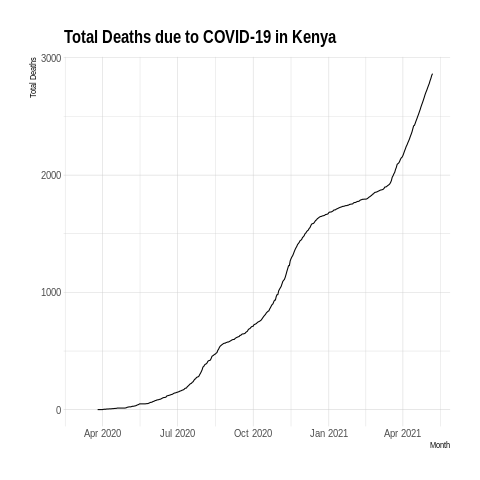 Total Deaths due to COVID-19 in Kenya
Total Deaths
3000
2000
1000
0
Apr 2020 Jul 2020 Oct 2020 Jan 2021 Apr 2021
Month